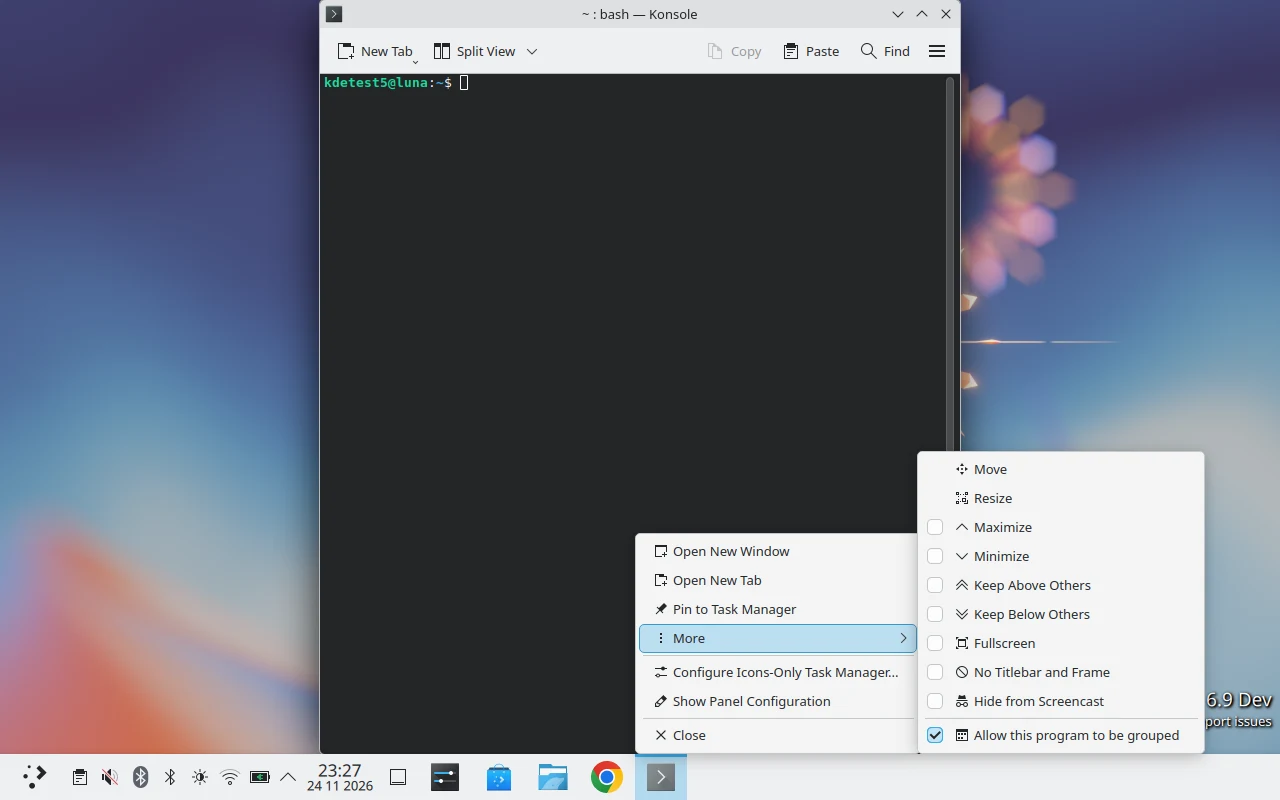 ~ : bash — Konsole
New Tab
Split View
Copy
Paste
Find
kdetest5@luna:~$
Move
Resize
Maximize
Minimize
Keep Above Others
Keep Below Others
Fullscreen
No Titlebar and Frame
Hide from Screencast
Allow this program to be grouped
Open New Window
Open New Tab
Pin to Task Manager
More
Configure Icons-Only Task Manager...
Show Panel Configuration
Close
6.9 Dev
port issues
23:27
24 11 2026